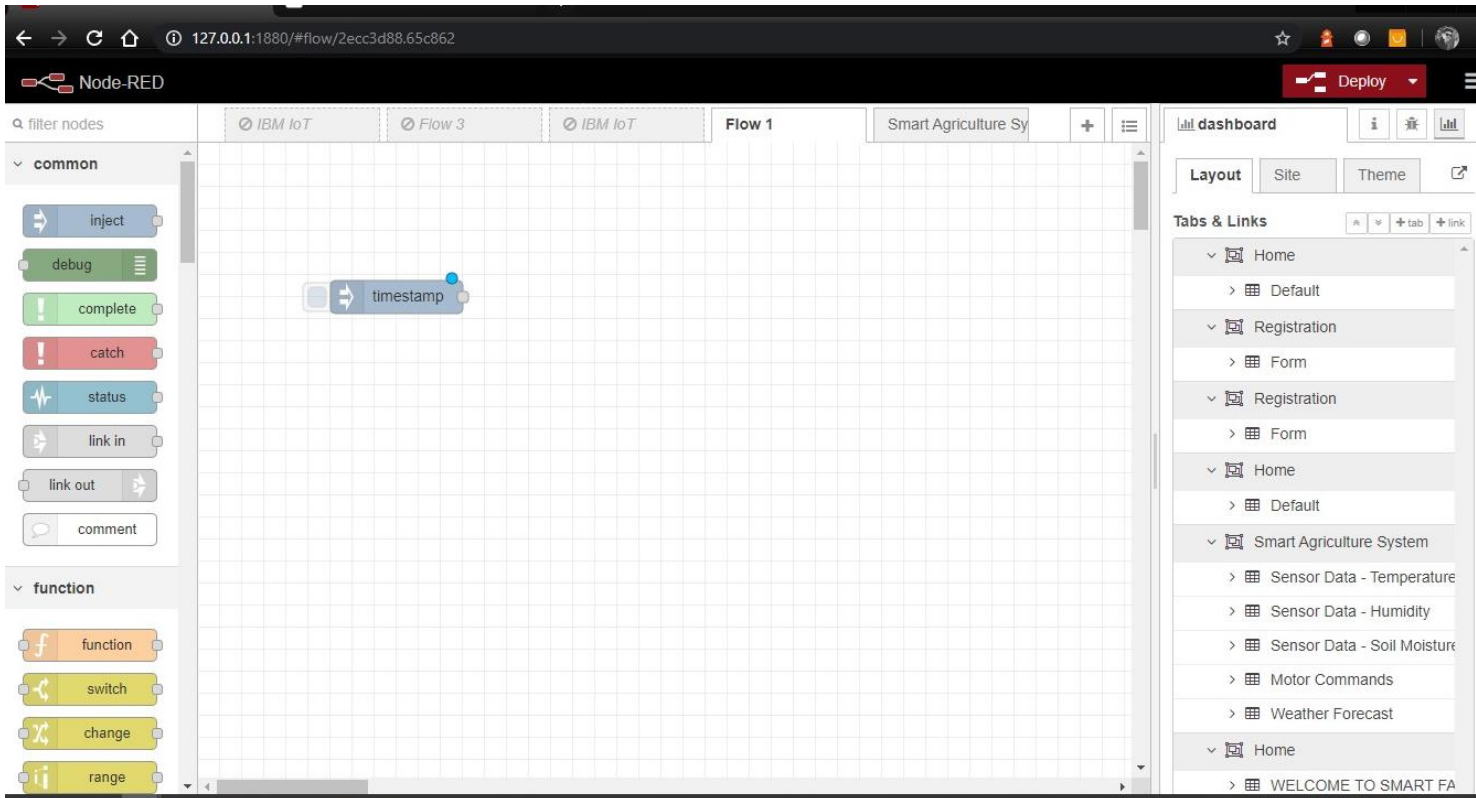 127.0.0.1:1880/#flow/2ecc3d88.65c862
Node-RED
Deploy
filter nodes
IBM IoT
Flow 3
IBM IoT
Flow 1
Smart Agriculture Sy
dashboard
common
inject
debug
complete
catch
status
link in
link out
comment
function
function
switch
change
range
timestamp
Layout
Site
Theme
Tabs & Links
tab
link
Home
Default
Registration
Form
Registration
Form
Home
Default
Smart Agriculture System
Sensor Data - Temperature
Sensor Data - Humidity
Sensor Data - Soil Moisture
Motor Commands
Weather Forecast
Home
WELCOME TO SMART FA